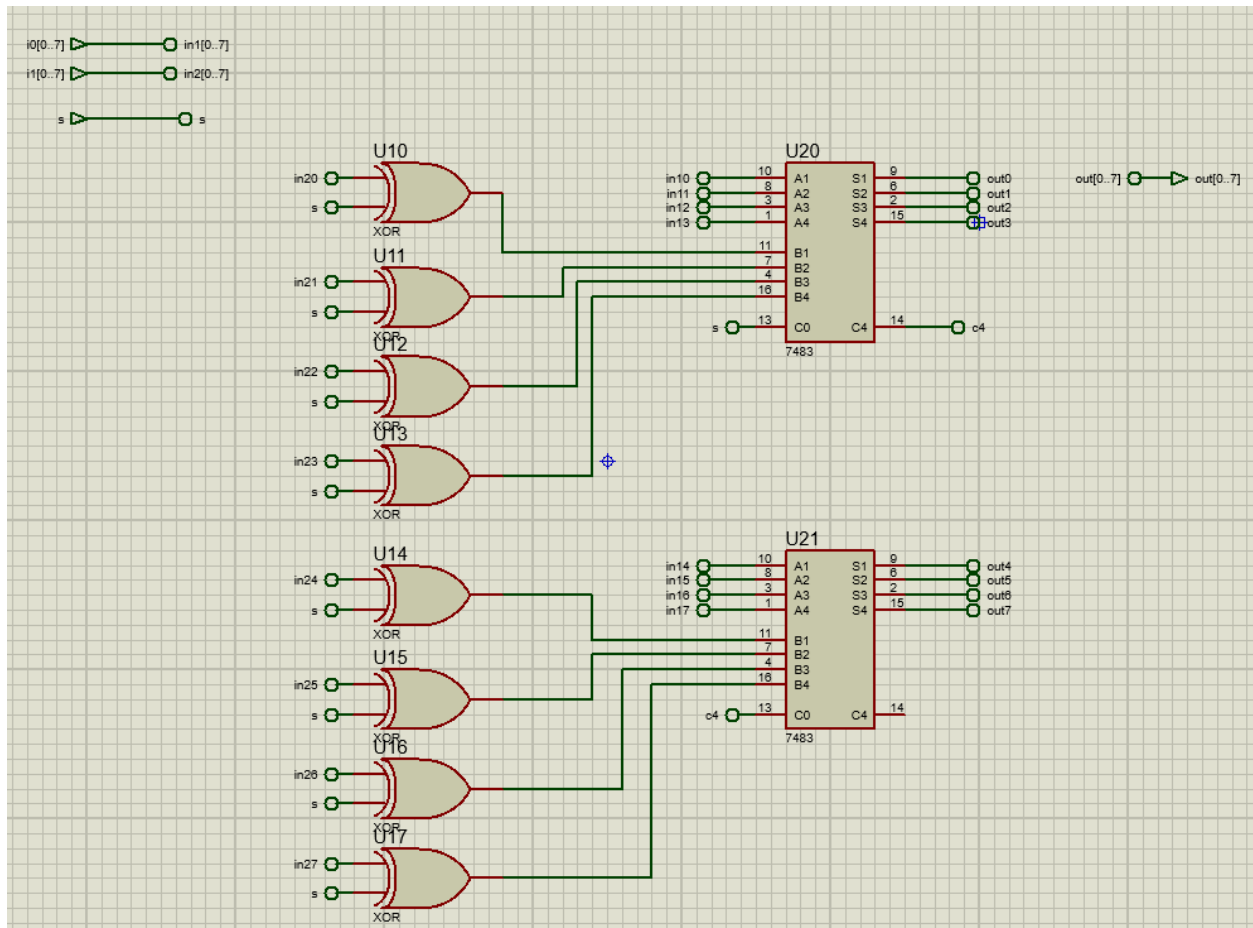 i0[0..7] in1[0..7]
i1[0..7] in2[0..7]
s s
U10
in20
s
XOR
U11
in21
s
XOR
U12
in22
s
XOR
U13
in23
s
XOR
U20
in10 10 A1 S1 9 out0
in11 8 A2 S2 6 out1
in12 3 A3 S3 2 out2
in13 1 A4 S4 15 out3
11 B1
7 B2
4 B3
16 B4
s 13 C0 C4 14 c4
7483
out[0..7] out[0..7]
U14
in24
s
XOR
U15
in25
s
XOR
U16
in26
s
XOR
U17
in27
s
XOR
U21
in14 10 A1 S1 9 out4
in15 8 A2 S2 6 out5
in16 3 A3 S3 2 out6
in17 1 A4 S4 15 out7
11 B1
7 B2
4 B3
16 B4
c4 13 C0 C4 14
7483